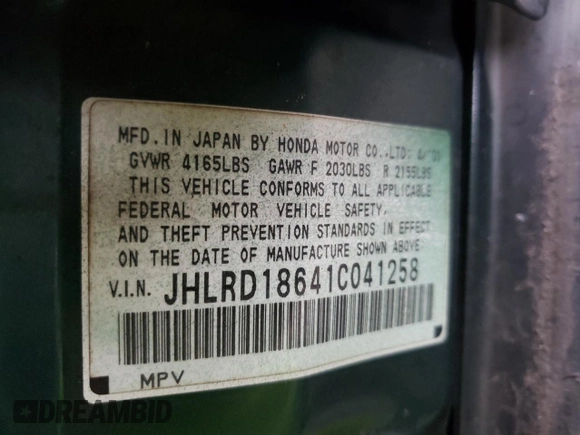 MFD.IN JAPAN BY HONDA MOTOR CO.,LTD.
GVWR 4165LBS GAWR F 2030LBS R 2155LBS
THIS VEHICLE CONFORMS TO ALL APPLICABLE
FEDERAL MOTOR VEHICLE SAFETY,
AND THEFT PREVENTION STANDARDS IN EFFECT
ON THE DATE OF MANUFACTURE SHOWN ABOVE
V.I.N. JHLRD18641C041258
MPV
DREAMBID